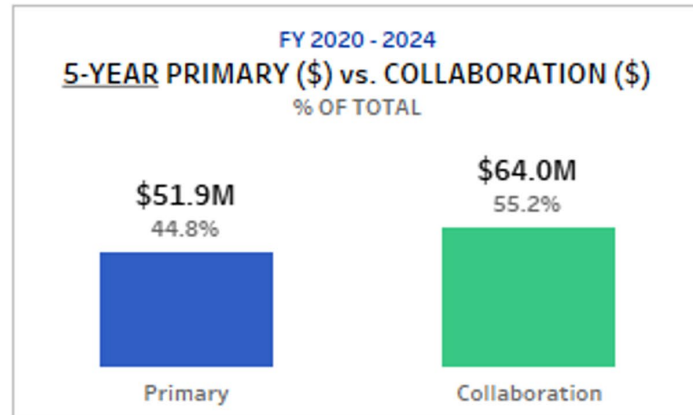 FY 2020 - 2024
5-YEAR PRIMARY ($) vs. COLLABORATION ($)
% OF TOTAL
$51.9M
44.8%
$64.0M
55.2%
Primary
Collaboration